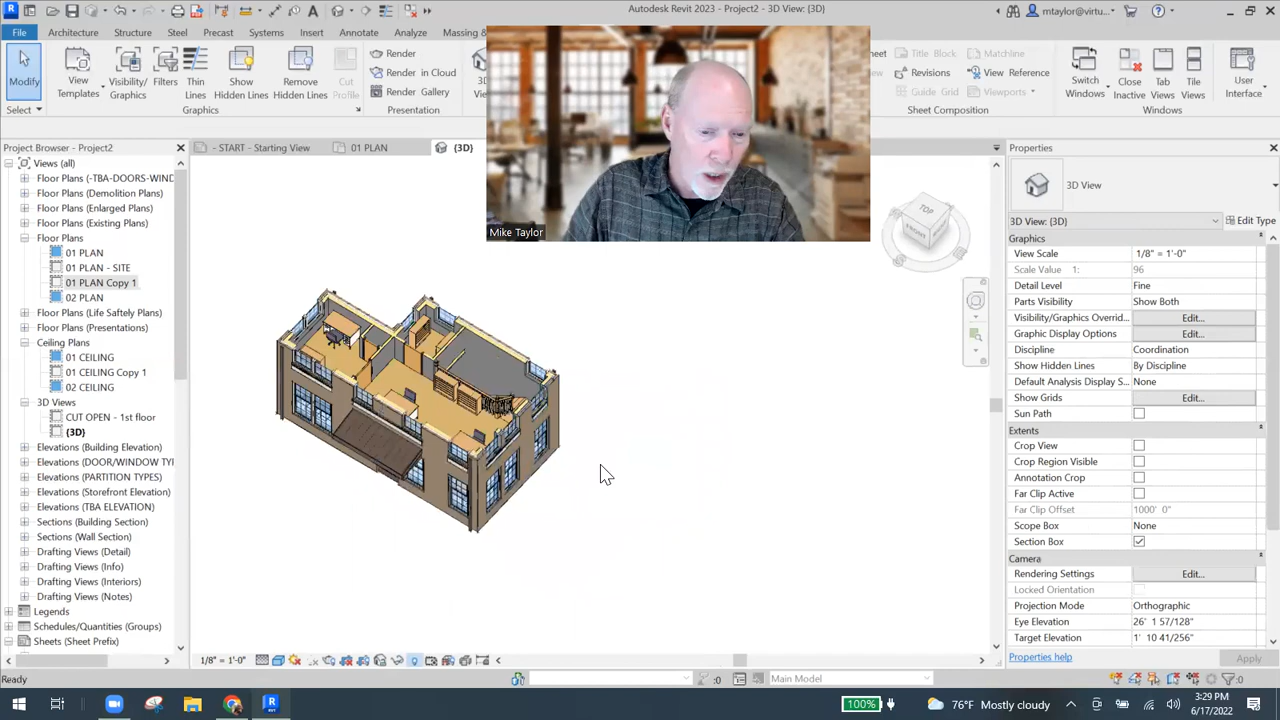 Autodesk Revit 2023 - Project2 - 3D View: {3D}
mtaylor@virtu...
File
Architecture
Structure
Steel
Precast
Systems
Insert
Annotate
Analyze
Massing &
Modify
View Templates
Visibility/ Graphics
Filters
Thin Lines
Show Hidden Lines
Remove Hidden Lines
Cut Profile
Render
Render in Cloud
Render Gallery
3D
Title Block
Revisions
Guide Grid
Matchline
View Reference
Viewports
Switch Windows
Close Inactive
Tab Views
Tile Views
User Interface
Select
Graphics
Presentation
Sheet Composition
Windows
Project Browser - Project2
- START - Starting View
01 PLAN
{3D}
Mike Taylor
Views (all)
Floor Plans (-TBA-DOORS-WIND
Floor Plans (Demolition Plans)
Floor Plans (Enlarged Plans)
Floor Plans (Existing Plans)
Floor Plans
01 PLAN
01 PLAN - SITE
01 PLAN Copy 1
02 PLAN
Floor Plans (Life Saftely Plans)
Floor Plans (Presentations)
Ceiling Plans
01 CEILING
01 CEILING Copy 1
02 CEILING
3D Views
CUT OPEN - 1st floor
{3D}
Elevations (Building Elevation)
Elevations (DOOR/WINDOW TYI
Elevations (PARTITION TYPES)
Elevations (Storefront Elevation)
Elevations (TBA ELEVATION)
Sections (Building Section)
Sections (Wall Section)
Drafting Views (Detail)
Drafting Views (Info)
Drafting Views (Interiors)
Drafting Views (Notes)
Legends
Schedules/Quantities (Groups)
Sheets (Sheet Prefix)
TOP
FRONT
Properties
3D View
3D View: {3D}
Edit Type
Graphics
View Scale 1/8" = 1'-0"
Scale Value 1: 96
Detail Level Fine
Parts Visibility Show Both
Visibility/Graphics Overrid... Edit...
Graphic Display Options Edit...
Discipline Coordination
Show Hidden Lines By Discipline
Default Analysis Display S... None
Show Grids Edit...
Sun Path
Extents
Crop View
Crop Region Visible
Annotation Crop
Far Clip Active
Far Clip Offset 1000' 0"
Scope Box None
Section Box
Camera
Rendering Settings Edit...
Locked Orientation
Projection Mode Orthographic
Eye Elevation 26' 1 57/128"
Target Elevation 1' 10 41/256"
Properties help
Apply
1/8" = 1'-0"
Ready
:0
Main Model
:0
100%
76°F Mostly cloudy
3:29 PM
6/17/2022